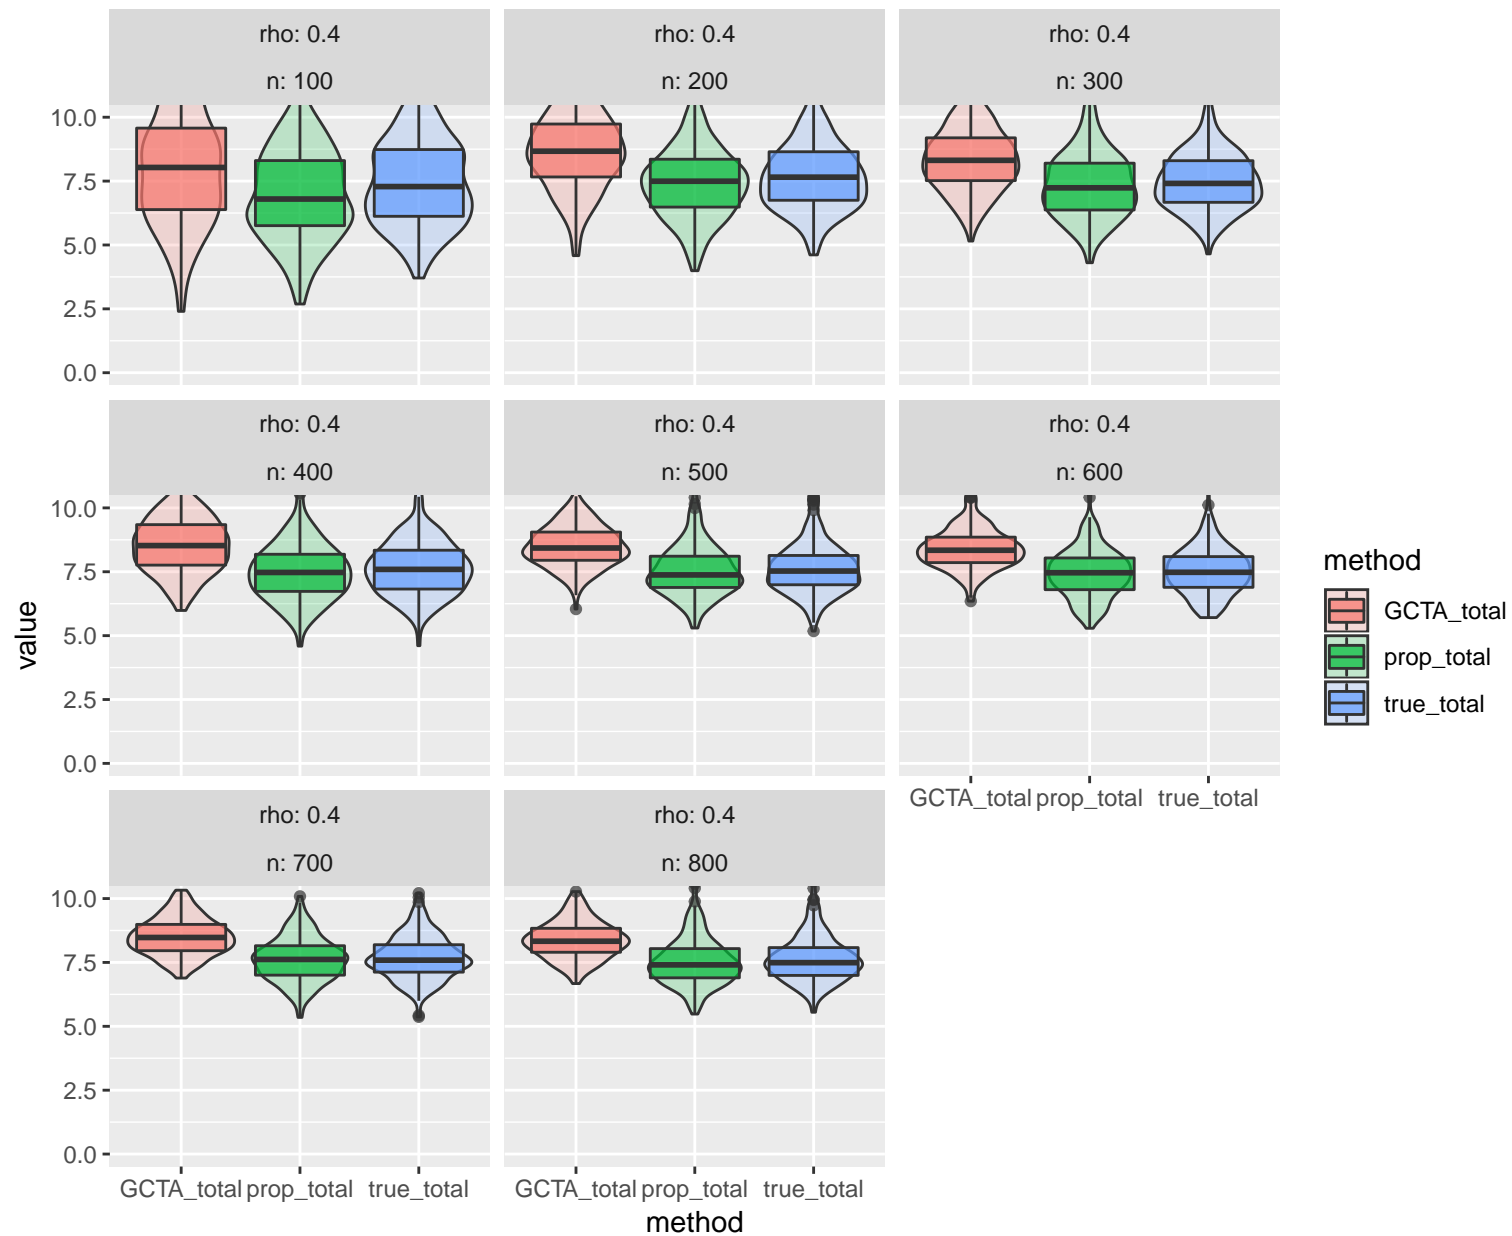 rho: 0.4
n: 100
rho: 0.4
n: 200
rho: 0.4
n: 300
10.0
7.5
5.0
2.5
0.0
rho: 0.4
n: 400
rho: 0.4
n: 500
rho: 0.4
n: 600
10.0
7.5
5.0
2.5
0.0
GCTA_total prop_total true_total
rho: 0.4
n: 700
rho: 0.4
n: 800
10.0
7.5
5.0
2.5
0.0
GCTA_total prop_total true_total
GCTA_total prop_total true_total
method
value
method
GCTA_total
prop_total
true_total